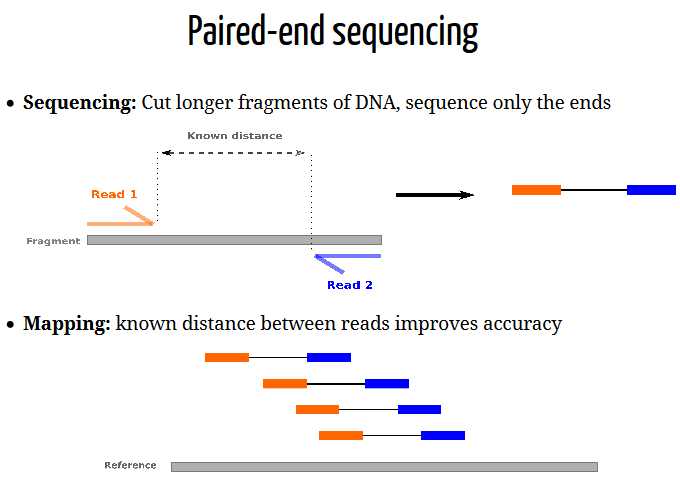 Paired-end sequencing
• Sequencing: Cut longer fragments of DNA, sequence only the ends
Known distance
Read 1
Fragment
Read 2
• Mapping: known distance between reads improves accuracy
Reference